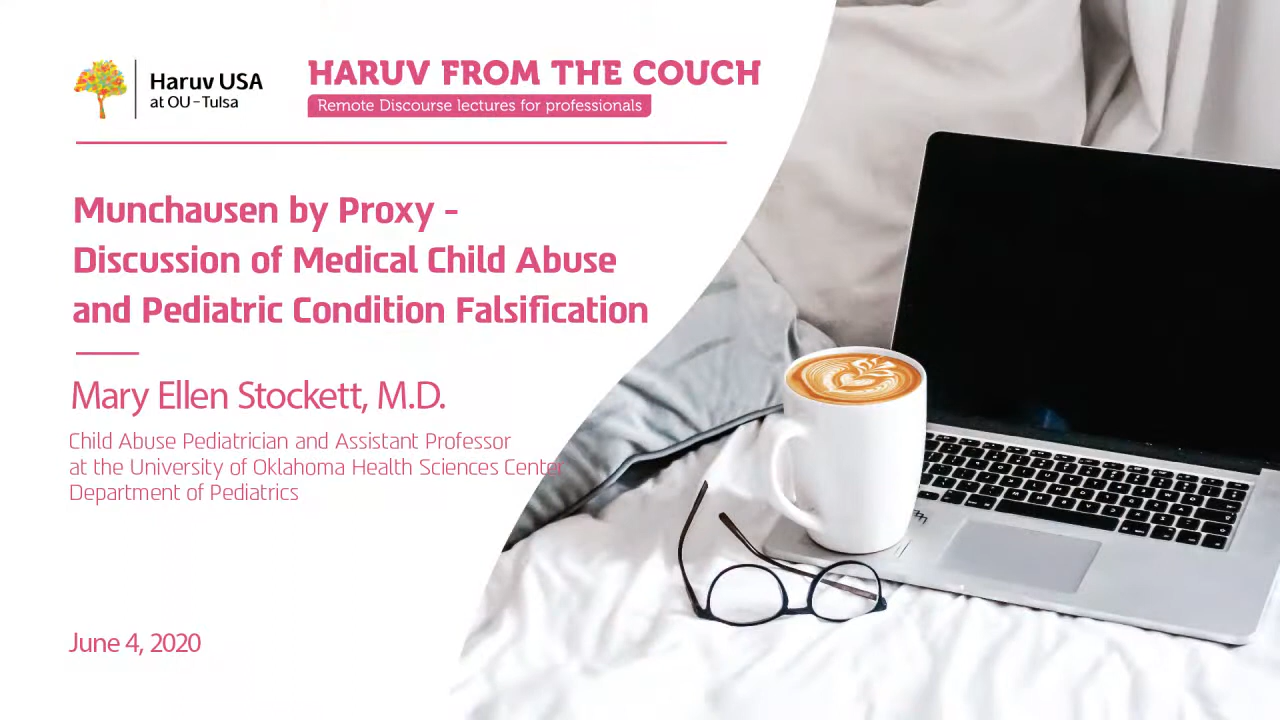 Haruv USA
at OU–Tulsa
HARUV FROM THE COUCH
Remote Discourse lectures for professionals
Munchausen by Proxy -
Discussion of Medical Child Abuse
and Pediatric Condition Falsification
Mary Ellen Stockett, M.D.
Child Abuse Pediatrician and Assistant Professor
at the University of Oklahoma Health Sciences Center
Department of Pediatrics
June 4, 2020